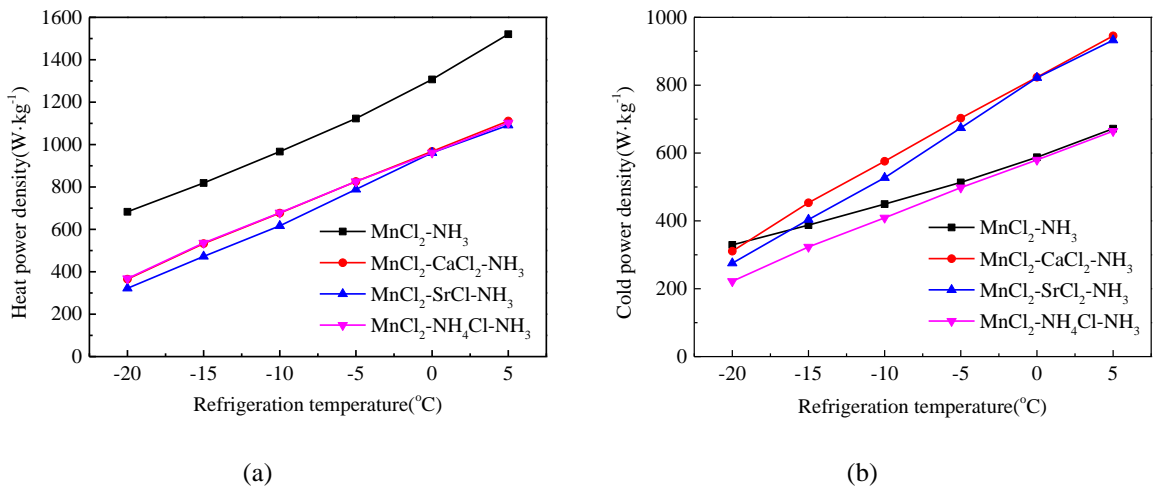 1600
1400
1200
1000
800
600
400
200
0
Heat power density(W·kg⁻¹)
MnCl₂-NH₃
MnCl₂-CaCl₂-NH₃
MnCl₂-SrCl-NH₃
MnCl₂-NH₄Cl-NH₃
-20 -15 -10 -5 0 5
Refrigeration temperature(°C)
(a)
1000
800
600
400
200
0
Cold power density(W·kg⁻¹)
MnCl₂-NH₃
MnCl₂-CaCl₂-NH₃
MnCl₂-SrCl₂-NH₃
MnCl₂-NH₄Cl-NH₃
-20 -15 -10 -5 0 5
Refrigeration temperature(°C)
(b)